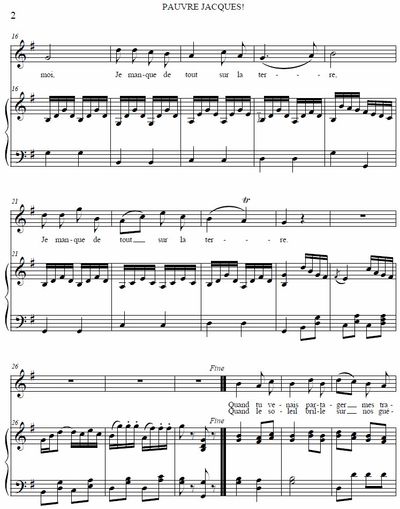 PAUVRE JACQUES!
2
16
moi, Je man - que de tout sur la ter - - - re,
16
21
Je man - que de tout sur la ter - - re.
21
tr
26
Fine
Quand tu ve - nais par - ta - ger mes tra-
Quand le so - leil bril - le sur nos gué-
26
Fine